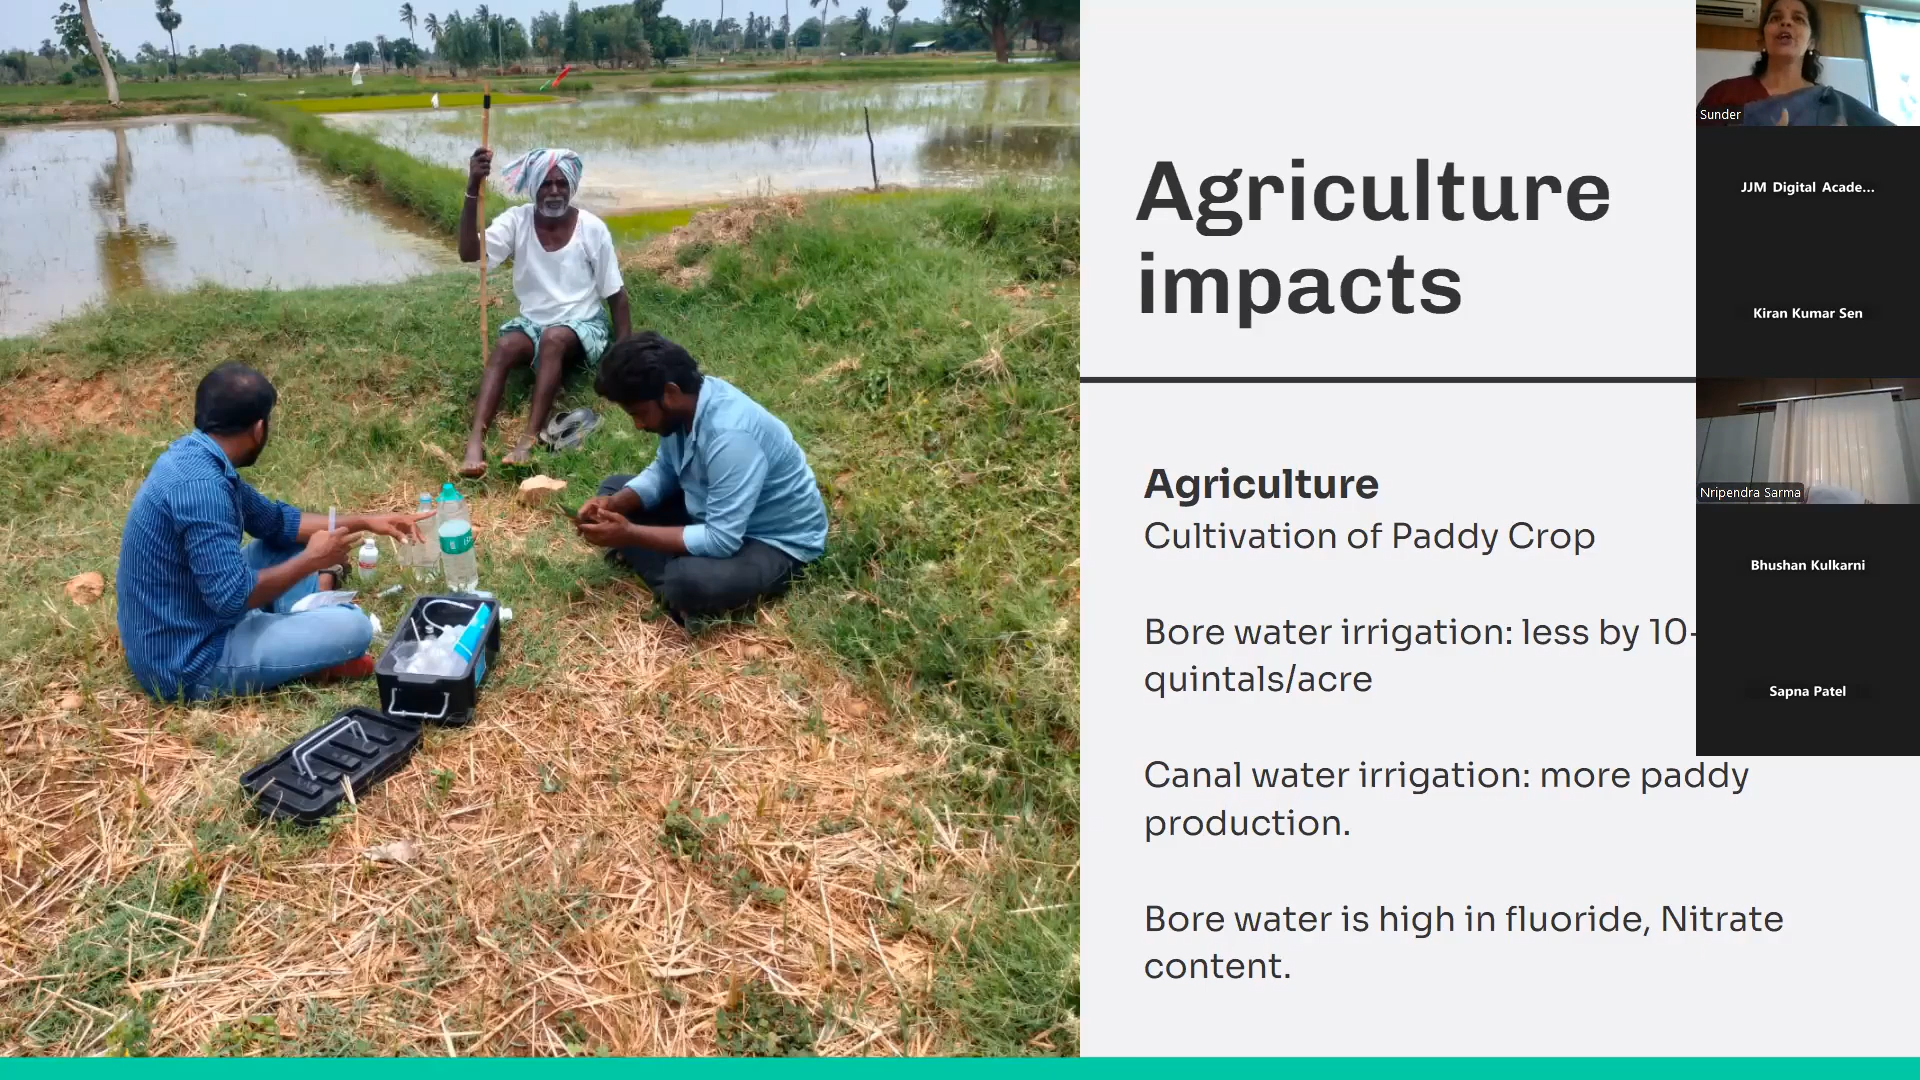 Agriculture
impacts
Agriculture
Cultivation of Paddy Crop
Bore water irrigation: less by 10-
quintals/acre
Canal water irrigation: more paddy
production.
Bore water is high in fluoride, Nitrate
content.
Sunder
JJM Digital Acade...
Kiran Kumar Sen
Nripendra Sarma
Bhushan Kulkarni
Sapna Patel